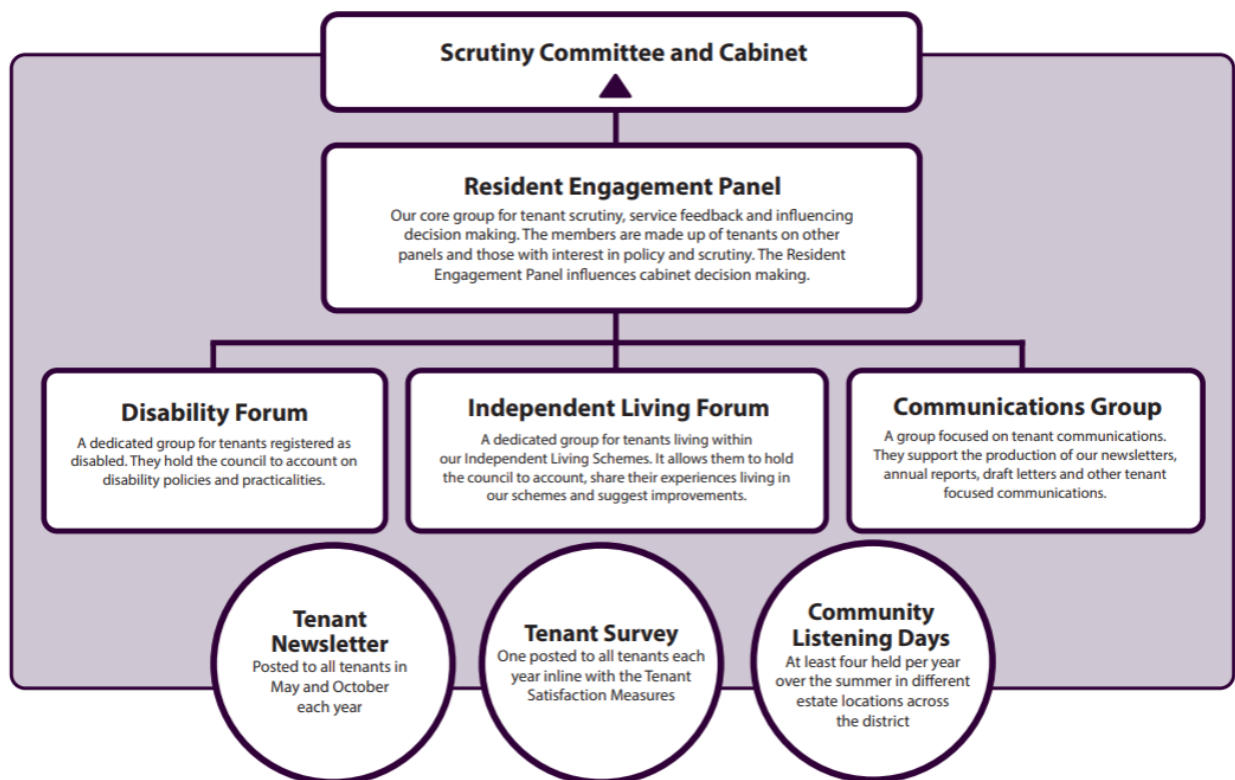 Scrutiny Committee and Cabinet
Resident Engagement Panel
Our core group for tenant scrutiny, service feedback and influencing
decision making. The members are made up of tenants on other
panels and those with interest in policy and scrutiny. The Resident
Engagement Panel influences cabinet decision making.
Disability Forum
A dedicated group for tenants registered as
disabled. They hold the council to account on
disability policies and practicalities.
Independent Living Forum
A dedicated group for tenants living within
our Independent Living Schemes. It allows them to hold
the council to account, share their experiences living in
our schemes and suggest improvements.
Communications Group
A group focused on tenant communications.
They support the production of our newsletters,
annual reports, draft letters and other tenant
focused communications.
Tenant
Newsletter
Posted to all tenants in
May and October
each year
Tenant Survey
One posted to all tenants each
year inline with the Tenant
Satisfaction Measures
Community
Listening Days
At least four held per year
over the summer in different
estate locations across
the district